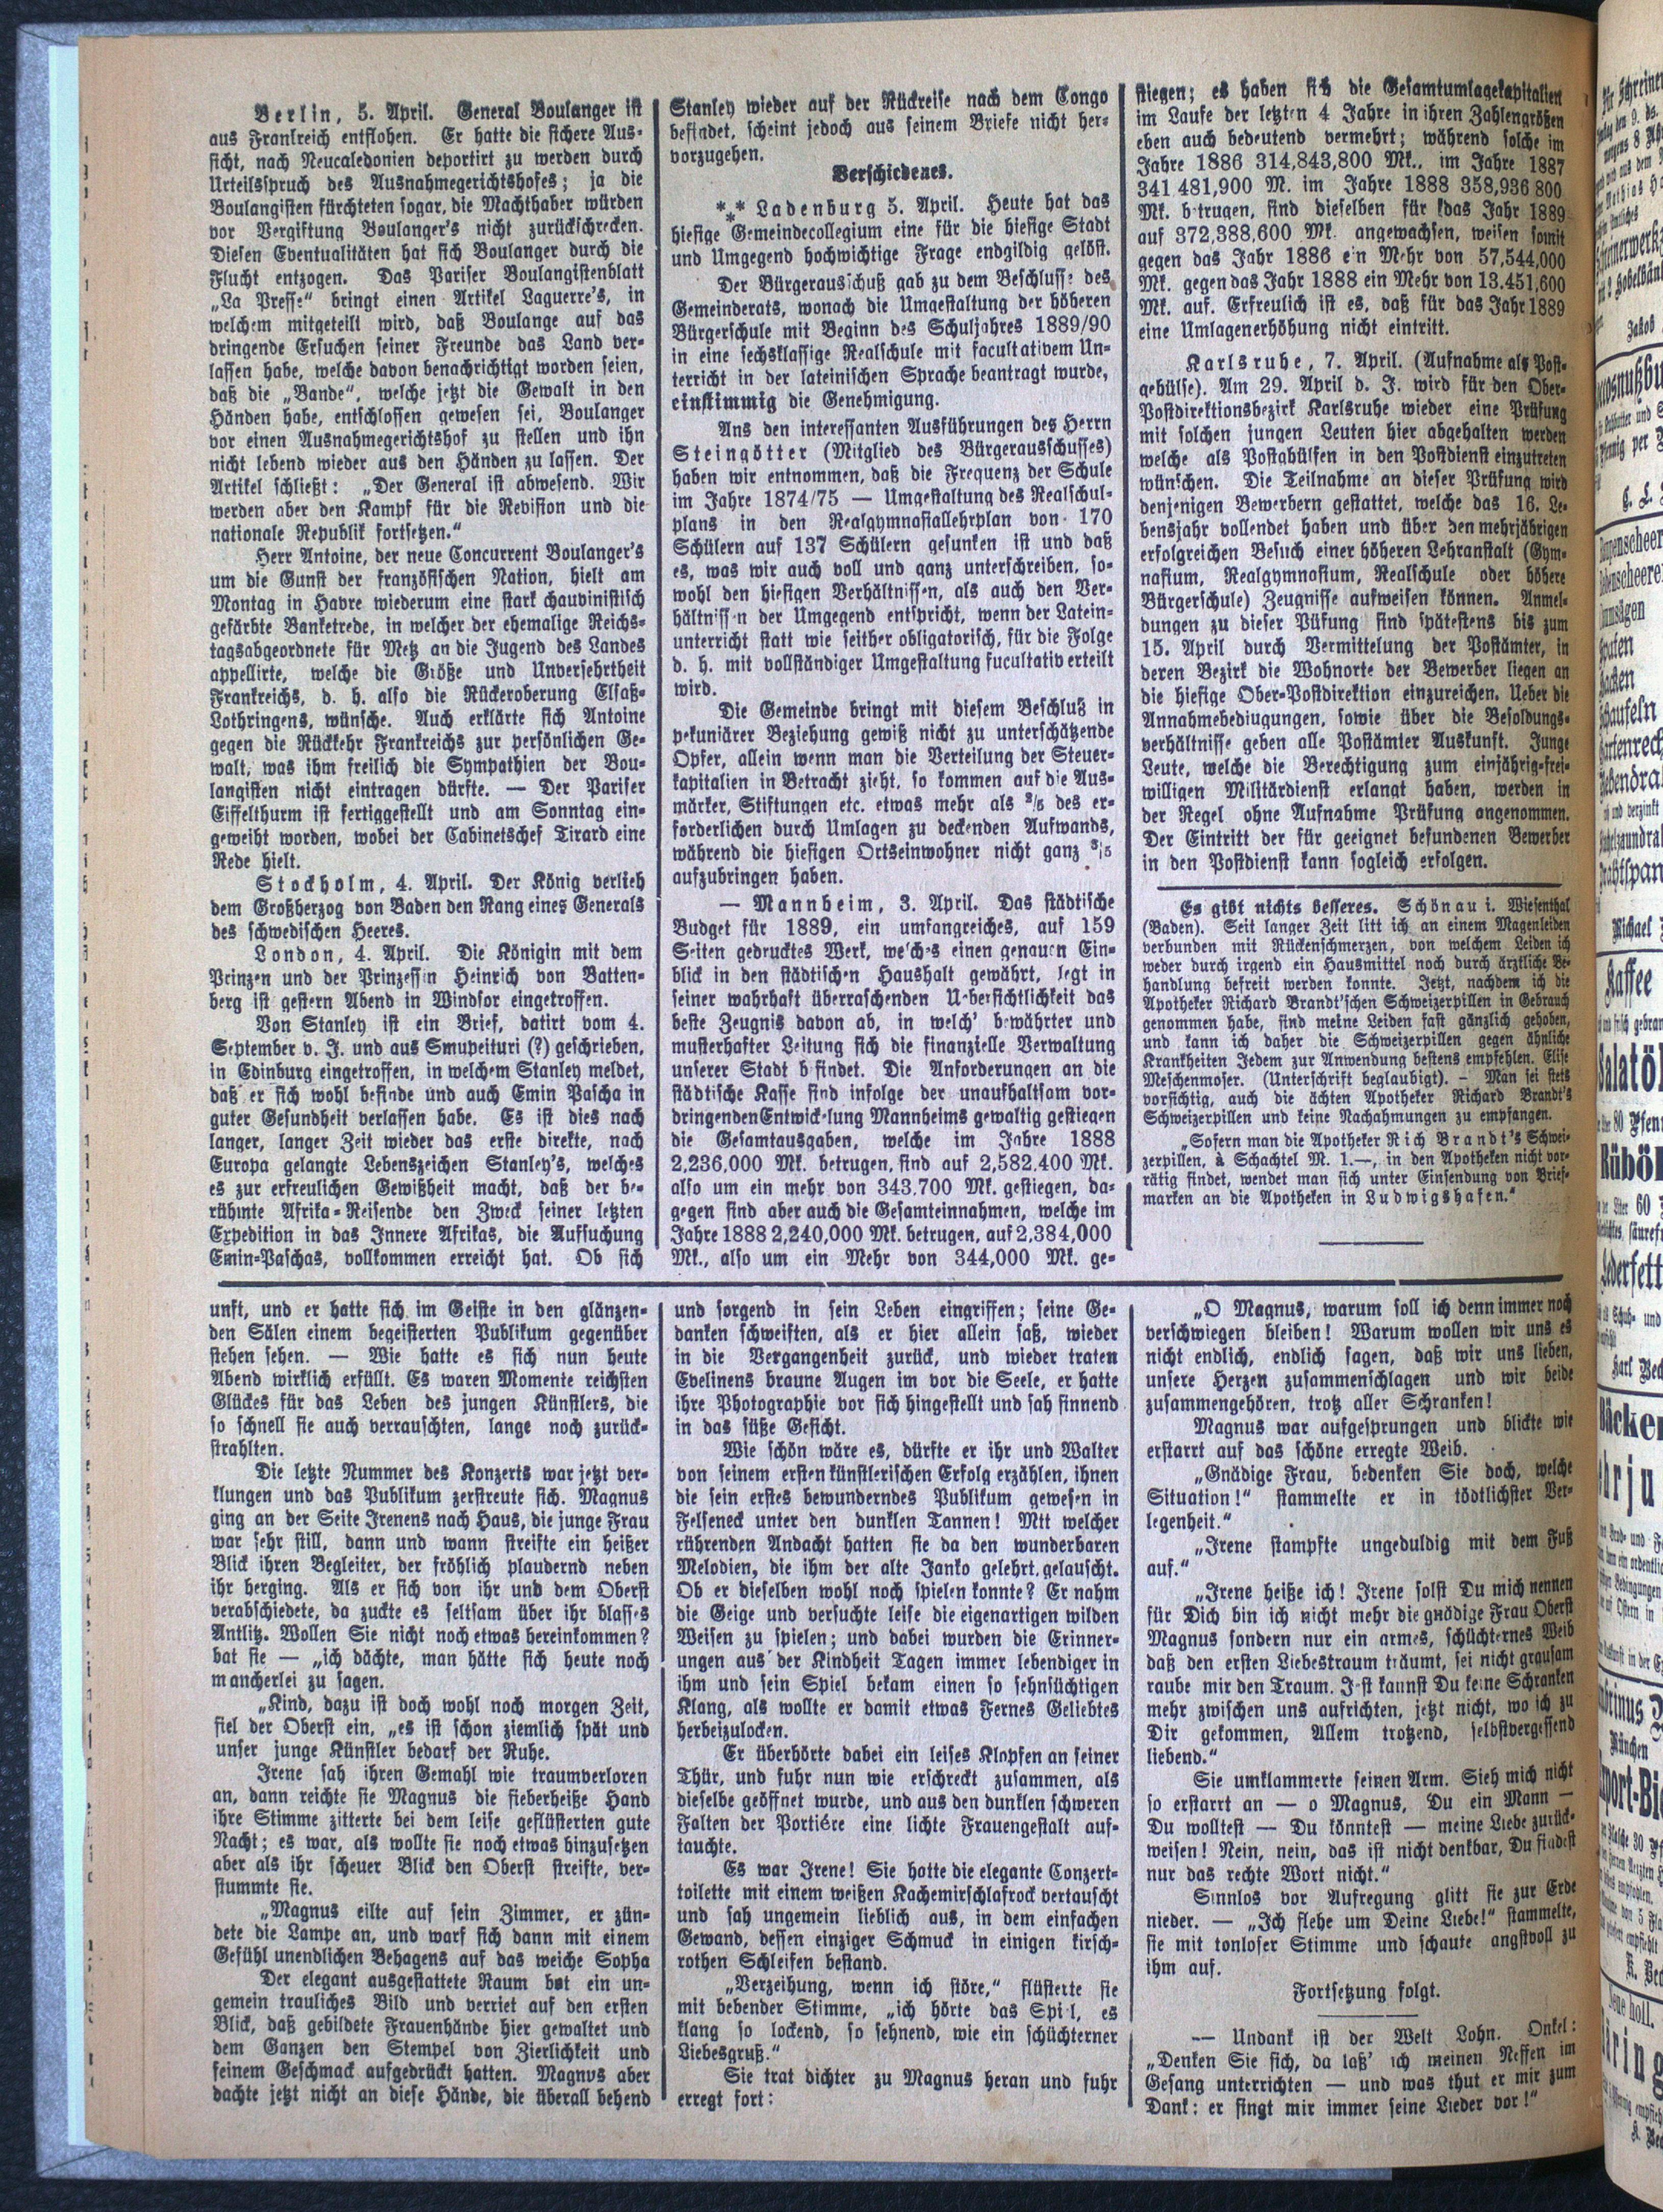 Berlin, 5. April. General Boulanger ist
aus Frankreich entflohen. Er hatte die sichere Aus-
sicht, nach Neucaledonien deportirt zu werden durch
Urteilsspruch des Ausnahmegerichtshofes; ja die
Boulangisten fürchteten sogar, die Machthaber würden
vor Vergiftung Boulanger's nicht zurückschrecken.
Diesen Eventualitäten hat sich Boulanger durch die
Flucht entzogen. Das Pariser Boulangistenblatt
„La Presse“ bringt einen Artikel Laguerre's, in
welchem mitgeteilt wird, daß Boulange auf das
dringende Ersuchen seiner Freunde das Land ver-
lassen habe, welche davon benachrichtigt worden seien,
daß die „Bande“, welche jetzt die Gewalt in den
Händen habe, entschlossen gewesen sei, Boulanger
vor einen Ausnahmegerichtshof zu stellen und ihn
nicht lebend wieder aus den Händen zu lassen. Der
Artikel schließt: „Der General ist abwesend. Wir
werden aber den Kampf für die Revision und die
nationale Republik fortsetzen.“
Herr Antoine, der neue Concurrent Boulanger's
um die Gunst der französischen Nation, hielt am
Montag in Havre wiederum eine stark chauvinistisch
gefärbte Banketrede, in welcher der ehemalige Reichs-
tagsabgeordnete für Metz an die Jugend des Landes
appellirte, welche die Größe und Unversehrtheit
Frankreichs, d. h. also die Rückeroberung Elsaß-
Lothringens, wünsche. Auch erklärte sich Antoine
gegen die Rückkehr Frankreichs zur persönlichen Ge-
walt, was ihm freilich die Sympathien der Bou-
langisten nicht eintragen dürfte. — Der Pariser
Eiffelthurm ist fertiggestellt und am Sonntag ein-
geweiht worden, wobei der Cabinetschef Tirard eine
Rede hielt.
Stockholm, 4. April. Der König verlieh
dem Großherzog von Baden den Rang eines Generals
des schwedischen Heeres.
London, 4. April. Die Königin mit dem
Prinzen und der Prinzessin Heinrich von Batten-
berg ist gestern Abend in Windsor eingetroffen.
Von Stanley ist ein Brief, datirt vom 4.
September v. J. und aus Smupeituri (?) geschrieben,
in Edinburg eingetroffen, in welchem Stanley meldet,
daß er sich wohl befinde und auch Emin Pascha in
guter Gesundheit verlassen habe. Es ist dies nach
langer, langer Zeit wieder das erste direkte, nach
Europa gelangte Lebenszeichen Stanley's, welches
es zur erfreulichen Gewißheit macht, daß der be-
rühmte Afrika-Reisende den Zweck seiner letzten
Expedition in das Innere Afrikas, die Aufsuchung
Emin-Paschas, vollkommen erreicht hat. Ob sich
Stanley wieder auf der Rückreise nach dem Congo
befindet, scheint jedoch aus seinem Briefe nicht her-
vorzugehen.
Verschiedenes.
*** Ladenburg 5. April. Heute hat das
hiesige Gemeindecollegium eine für die hiesige Stadt
und Umgegend hochwichtige Frage endgildig gelöst.
Der Bürgerausschuß gab zu dem Beschlusse des
Gemeinderats, wonach die Umgestaltung der höheren
Bürgerschule mit Beginn des Schuljahres 1889/90
in eine sechsklassige Realschule mit facultativem Un-
terricht in der lateinischen Sprache beantragt wurde,
einstimmig die Genehmigung.
Ans den interessanten Ausführungen des Herrn
Steingötter (Mitglied des Bürgerausschusses)
haben wir entnommen, daß die Frequenz der Schule
im Jahre 1874/75 — Umgestaltung des Realschul-
plans in den Realgymnasiallehrplan von 170
Schülern auf 137 Schülern gesunken ist und daß
es, was wir auch voll und ganz unterschreiben, so-
wohl den hiesigen Verhältnissen, als auch den Ver-
hältnissen der Umgegend entspricht, wenn der Latein-
unterricht statt wie seither obligatorisch, für die Folge
d. h. mit vollständiger Umgestaltung fucultativ erteilt
wird.
Die Gemeinde bringt mit diesem Beschluß in
pekuniärer Beziehung gewiß nicht zu unterschätzende
Opfer, allein wenn man die Verteilung der Steuer-
kapitalien in Betracht zieht, so kommen auf die Aus-
märker, Stiftungen etc. etwas mehr als 2/5 des er-
forderlichen durch Umlagen zu deckenden Aufwands,
während die hiesigen Ortseinwohner nicht ganz 3/5
aufzubringen haben.
— Mannheim, 3. April. Das städtische
Budget für 1889, ein umfangreiches, auf 159
Seiten gedrucktes Werk, welches einen genauen Ein-
blick in den städtischen Haushalt gewährt, legt in
seiner wahrhaft überraschenden Uebersichtlichkeit das
beste Zeugnis davon ab, in welch' bewährter und
musterhafter Leitung sich die finanzielle Verwaltung
unserer Stadt befindet. Die Anforderungen an die
städtische Kasse sind infolge der unaufhaltsam vor-
dringenden Entwickelung Mannheims gewaltig gestiegen
die Gesamtausgaben, welche im Jahre 1888
2,236,000 Mk. betrugen, sind auf 2,582.400 Mk.
also um ein mehr von 343.700 Mk. gestiegen, da-
gegen sind aber auch die Gesamteinnahmen, welche im
Jahre 1888 2,240,000 Mk. betrugen, auf 2,384,000
Mk., also um ein Mehr von 344,000 Mk. ge-
stiegen; es haben sich die Gesamtumlagekapitalien
im Laufe der letzten 4 Jahre in ihren Zahlengrößen
eben auch bedeutend vermehrt; während solche im
Jahre 1886 314,843,800 Mk., im Jahre 1887
341 481,900 M. im Jahre 1888 358,936 800
Mk. betrugen, sind dieselben für das Jahr 1889
auf 372,388,600 Mk. angewachsen, weisen somit
gegen das Jahr 1886 ein Mehr von 57,544,000
Mk. gegen das Jahr 1888 ein Mehr von 13.451,600
Mk. auf. Erfreulich ist es, daß für das Jahr 1889
eine Umlagenerhöhung nicht eintritt.
Karlsruhe, 7. April. (Aufnahme als Post-
gebülse). Am 29. April d. J. wird für den Ober-
Postdirektionsbezirk Karlsruhe wieder eine Prüfung
mit solchen jungen Leuten hier abgehalten werden
welche als Postgehülfen in den Postdienst einzutreten
wünschen. Die Teilnahme an dieser Prüfung wird
denjenigen Bewerbern gestattet, welche das 16. Le-
bensjahr vollendet haben und über den mehrjährigen
erfolgreichen Besuch einer höheren Lehranstalt (Gym-
nasium, Realgymnasium, Realschule oder höhere
Bürgerschule) Zeugnisse aufweisen können. Anmel-
dungen zu dieser Püfung sind spätestens bis zum
15. April durch Vermittelung der Postämter, in
deren Bezirk die Wohnorte der Bewerber liegen an
die hiesige Ober-Postdirektion einzureichen. Ueber die
Annahmebediugungen, sowie über die Besoldungs-
verhältnisse geben alle Postämter Auskunft. Junge
Leute, welche die Berechtigung zum einjährig-frei-
willigen Militärdienst erlangt haben, werden in
der Regel ohne Aufnahme Prüfung angenommen.
Der Eintritt der für geeignet befundenen Bewerber
in den Postdienst kann sogleich erfolgen.
Es gibt nichts besseres. Schönau i. Wiesenthal
(Baden). Seit langer Zeit litt ich an einem Magenleiden
verbunden mit Rückenschmerzen, von welchem Leiden ich
weder durch irgend ein Hausmittel noch durch ärztliche Be-
handlung befreit werden konnte. Jetzt, nachdem ich die
Apotheker Richard Brandt'schen Schweizerpillen in Gebrauch
genommen habe, sind meine Leiden fast gänzlich gehoben,
und kann ich daher die Schweizerpillen gegen ähnliche
Krankheiten Jedem zur Anwendung bestens empfehlen. Elise
Meschenmoser. (Unterschrift beglaubigt). – Man sei stets
vorsichtig, auch die ächten Apotheker Richard Brandt's
Schweizerpillen und keine Nachahmungen zu empfangen.
„Sofern man die Apotheker Rich Brandt's Schwei-
zerpillen, à Schachtel M. 1.—, in den Apotheken nicht vor-
rätig findet, wendet man sich unter Einsendung von Brief-
marken an die Apotheken in Ludwigshafen.“
unft, und er hatte sich im Geiste in den glänzen-
den Sälen einem begeisterten Publikum gegenüber
stehen sehen. — Wie hatte es sich nun heute
Abend wirklich erfüllt. Es waren Momente reichsten
Glückes für das Leben des jungen Künstlers, die
so schnell sie auch verrauschten, lange noch zurück-
strahlten.
Die letzte Nummer des Konzerts war jetzt ver-
klungen und das Publikum zerstreute sich. Magnus
ging an der Seite Irenens nach Haus, die junge Frau
war sehr still, dann und wann streifte ein heißer
Blick ihren Begleiter, der fröhlich plaudernd neben
ihr herging. Als er sich von ihr und dem Oberst
verabschiedete, da zuckte es seltsam über ihr blasses
Antlitz. Wollen Sie nicht noch etwas hereinkommen?
bat sie — „ich dächte, man hätte sich heute noch
mancherlei zu sagen.
„Kind, dazu ist doch wohl noch morgen Zeit,
fiel der Oberst ein, „es ist schon ziemlich spät und
unser junge Künstler bedarf der Ruhe.
Irene sah ihren Gemahl wie traumverloren
an, dann reichte sie Magnus die fieberheiße Hand
ihre Stimme zitterte bei dem leise geflüsterten gute
Nacht; es war, als wollte sie noch etwas hinzusetzen
aber als ihr scheuer Blick den Oberst streifte, ver-
stummte sie.
„Magnus eilte auf sein Zimmer, er zün-
dete die Lampe an, und warf sich dann mit einem
Gefühl unendlichen Behagens auf das weiche Sopha
Der elegant ausgestattete Raum bot ein un-
gemein trauliches Bild und verriet auf den ersten
Blick, daß gebildete Frauenhände hier gewaltet und
dem Ganzen den Stempel von Zierlichkeit und
feinem Geschmack aufgedrückt hatten. Magnus aber
dachte jetzt nicht an diese Hände, die überall behend
und sorgend in sein Leben eingriffen; seine Ge-
danken schweiften, als er hier allein saß, wieder
in die Vergangenheit zurück, und wieder traten
Evelinens braune Augen im vor die Seele, er hatte
ihre Photographie vor sich hingestellt und sah sinnend
in das süße Gesicht.
Wie schön wäre es, dürfte er ihr und Walter
von seinem ersten künstlerischen Erfolg erzählen, ihnen
die sein erstes bewunderndes Publikum gewesen in
Felseneck unter den dunklen Tannen! Mtt welcher
rührenden Andacht hatten sie da den wunderbaren
Melodien, die ihm der alte Janko gelehrt, gelauscht.
Ob er dieselben wohl noch spielen konnte? Er nahm
die Geige und versuchte leise die eigenartigen wilden
Weisen zu spielen; und dabei wurden die Erinner-
ungen aus der Kindheit Tagen immer lebendiger in
ihm und sein Spiel bekam einen so sehnsüchtigen
Klang, als wollte er damit etwas Fernes Geliebtes
herbeizulocken.
Er überhörte dabei ein leises Klopfen an seiner
Thür, und fuhr nun wie erschreckt zusammen, als
dieselbe geöffnet wurde, und aus den dunklen schweren
Falten der Portiére eine lichte Frauengestalt auf-
tauchte.
Es war Irene! Sie hatte die elegante Conzert-
toilette mit einem weißen Kachemirschlafrock vertauscht
und sah ungemein lieblich aus, in dem einfachen
Gewand, dessen einziger Schmuck in einigen kirsch-
rothen Schleifen bestand.
„Verzeihung, wenn ich störe,“ flüsterte sie
mit bebender Stimme, „ich hörte das Spiel, es
klang so lockend, so sehnend, wie ein schüchterner
Liebesgruß.“
Sie trat dichter zu Magnus heran und fuhr
erregt fort:
„O Magnus, warum soll ich denn immer noch
verschwiegen bleiben! Warum wollen wir uns es
nicht endlich, endlich sagen, daß wir uns lieben,
unsere Herzen zusammenschlagen und wir beide
zusammengehören, trotz aller Schranken!
Magnus war aufgesprungen und blickte wie
erstarrt auf das schöne erregte Weib.
„Gnädige Frau, bedenken Sie doch, welche
Situation!“ stammelte er in tödtlichster Ver-
legenheit.“
„Irene stampfte ungeduldig mit dem Fuß
auf.“
„Irene heiße ich! Irene solst Du mich nennen
für Dich bin ich nicht mehr die gnädige Frau Oberst
Magnus sondern nur ein armes, schüchternes Weib
daß den ersten Liebestraum träumt, sei nicht grausam
raube mir den Traum. Jetzt kannst Du keine Schranken
mehr zwischen uns aufrichten, jetzt nicht, wo ich zu
Dir gekommen, Allem trotzend, selbstvergessend
liebend.“
Sie umklammerte seinen Arm. Sieh mich nicht
so erstarrt an — o Magnus, Du ein Mann —
Du wolltest — Du könntest — meine Liebe zurück-
weisen! Nein, nein, das ist nicht denkbar, Du findest
nur das rechte Wort nicht.“
Sinnlos vor Aufregung glitt sie zur Erde
nieder. — „Ich flehe um Deine Liebe!“ stammelte,
sie mit tonloser Stimme und schaute angstvoll zu
ihm auf.
Fortsetzung folgt.
— Undank ist der Welt Lohn. Onkel:
„Denken Sie sich, da laß' ich meinen Neffen im
Gesang unterrichten — und was thut er mir zum
Dank: er singt mir immer seine Lieder vor!“